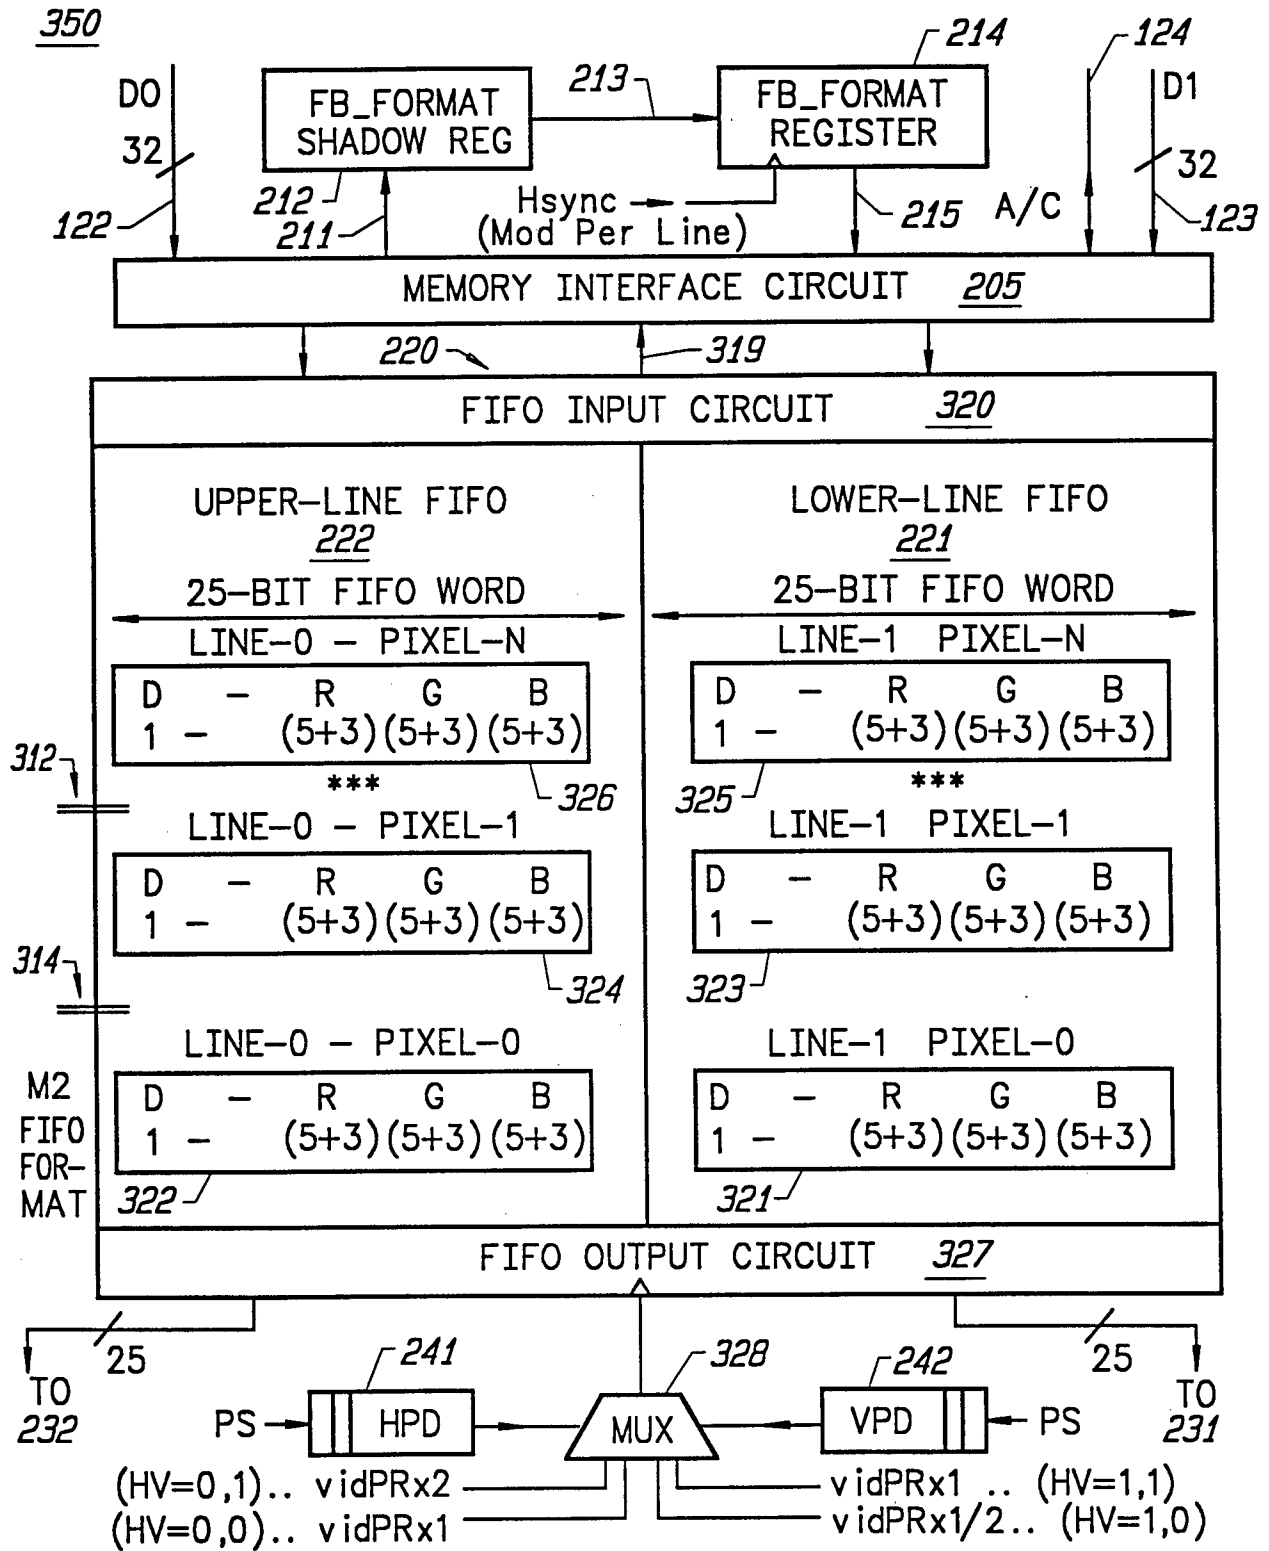 350
214
124
D0
FB_FORMAT
SHADOW REG
213
FB_FORMAT
REGISTER
D1
32
32
212
Hsync
(Mod Per Line)
122
211
215
A/C
123
MEMORY INTERFACE CIRCUIT 205
220
319
FIFO INPUT CIRCUIT 320
UPPER-LINE FIFO
222
25-BIT FIFO WORD
LINE-0 - PIXEL-N
D - R G B
1 - (5+3) (5+3) (5+3)
326
***
LINE-0 - PIXEL-1
D - R G B
1 - (5+3) (5+3) (5+3)
324
LINE-0 - PIXEL-0
D - R G B
1 - (5+3) (5+3) (5+3)
322
LOWER-LINE FIFO
221
25-BIT FIFO WORD
LINE-1 PIXEL-N
D - R G B
1 - (5+3) (5+3) (5+3)
325
***
LINE-1 PIXEL-1
D - R G B
1 - (5+3) (5+3) (5+3)
323
LINE-1 PIXEL-0
D - R G B
1 - (5+3) (5+3) (5+3)
321
312
314
M2
FIFO
FOR-
MAT
FIFO OUTPUT CIRCUIT 327
25
TO
232
25
TO
231
241
328
242
PS
HPD
MUX
VPD
PS
(HV=0,1).. vidPRx2
(HV=0,0).. vidPRx1
vidPRx1 .. (HV=1,1)
vidPRx1/2.. (HV=1,0)